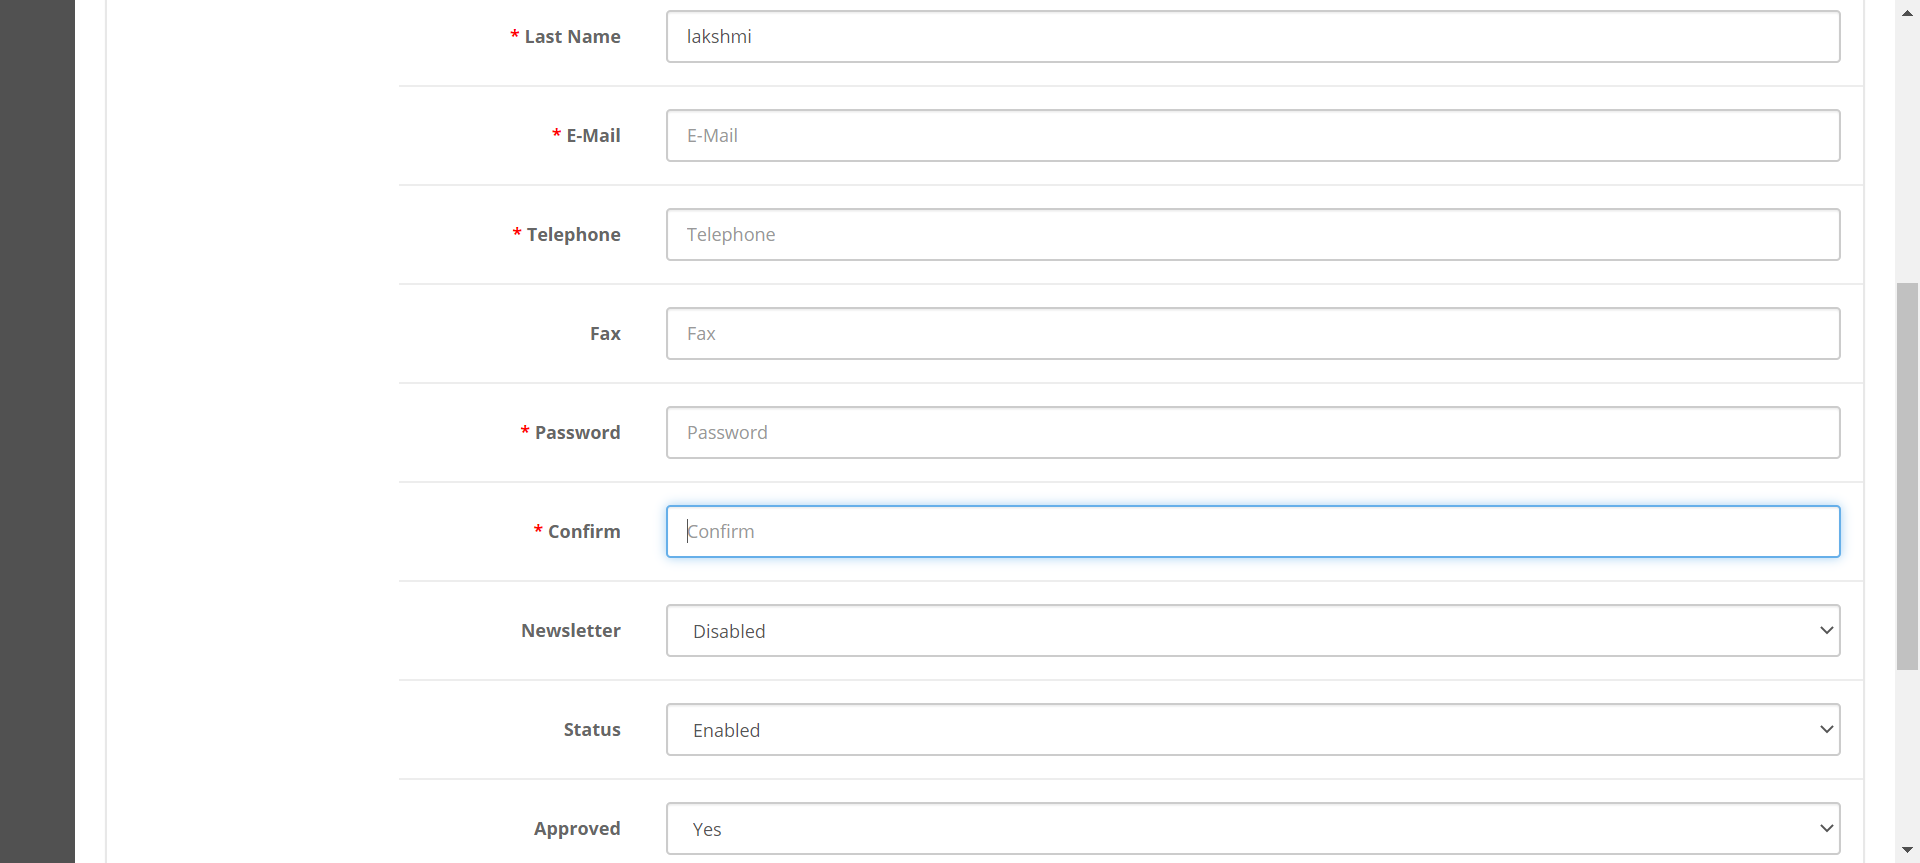 * Last Name lakshmi
* E-Mail E-Mail
* Telephone Telephone
Fax Fax
* Password Password
* Confirm Confirm
Newsletter Disabled
Status Enabled
Approved Yes